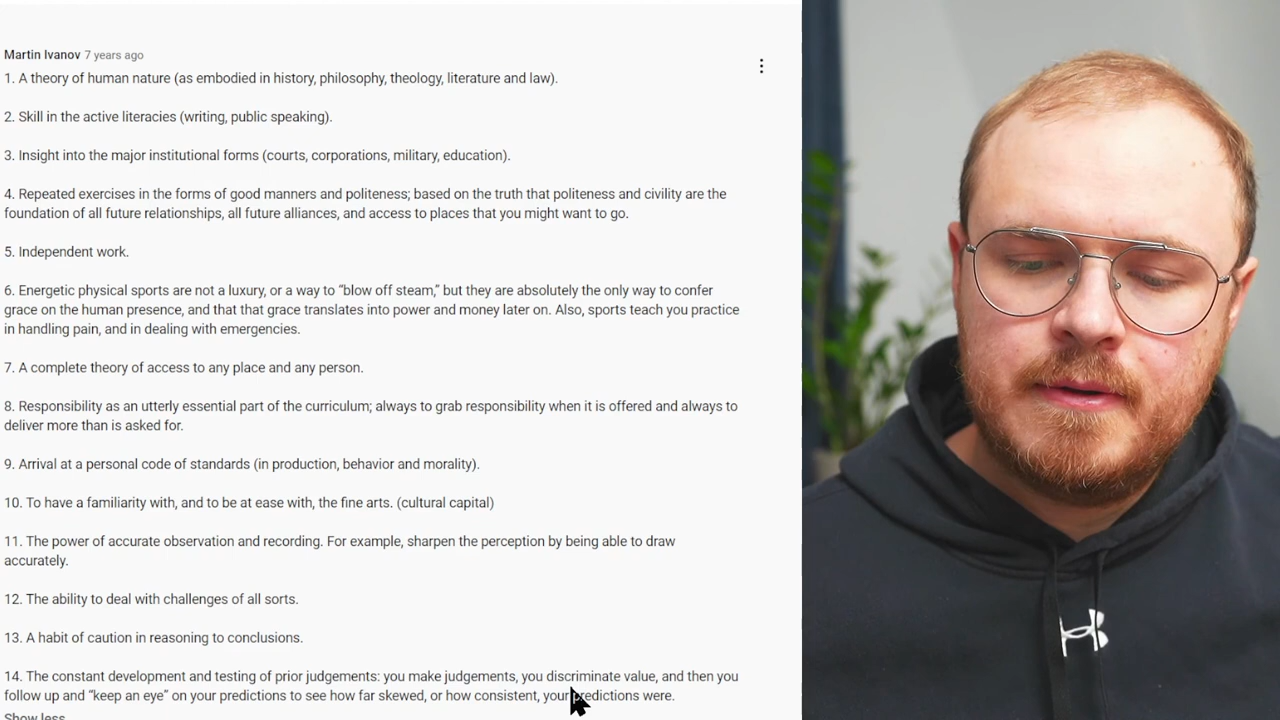 Martin Ivanov 7 years ago
1. A theory of human nature (as embodied in history, philosophy, theology, literature and law).
2. Skill in the active literacies (writing, public speaking).
3. Insight into the major institutional forms (courts, corporations, military, education).
4. Repeated exercises in the forms of good manners and politeness; based on the truth that politeness and civility are the
foundation of all future relationships, all future alliances, and access to places that you might want to go.
5. Independent work.
6. Energetic physical sports are not a luxury, or a way to “blow off steam,” but they are absolutely the only way to confer
grace on the human presence, and that that grace translates into power and money later on. Also, sports teach you practice
in handling pain, and in dealing with emergencies.
7. A complete theory of access to any place and any person.
8. Responsibility as an utterly essential part of the curriculum; always to grab responsibility when it is offered and always to
deliver more than is asked for.
9. Arrival at a personal code of standards (in production, behavior and morality).
10. To have a familiarity with, and to be at ease with, the fine arts. (cultural capital)
11. The power of accurate observation and recording. For example, sharpen the perception by being able to draw
accurately.
12. The ability to deal with challenges of all sorts.
13. A habit of caution in reasoning to conclusions.
14. The constant development and testing of prior judgements: you make judgements, you discriminate value, and then you
follow up and “keep an eye” on your predictions to see how far skewed, or how consistent, your predictions were.
Show less